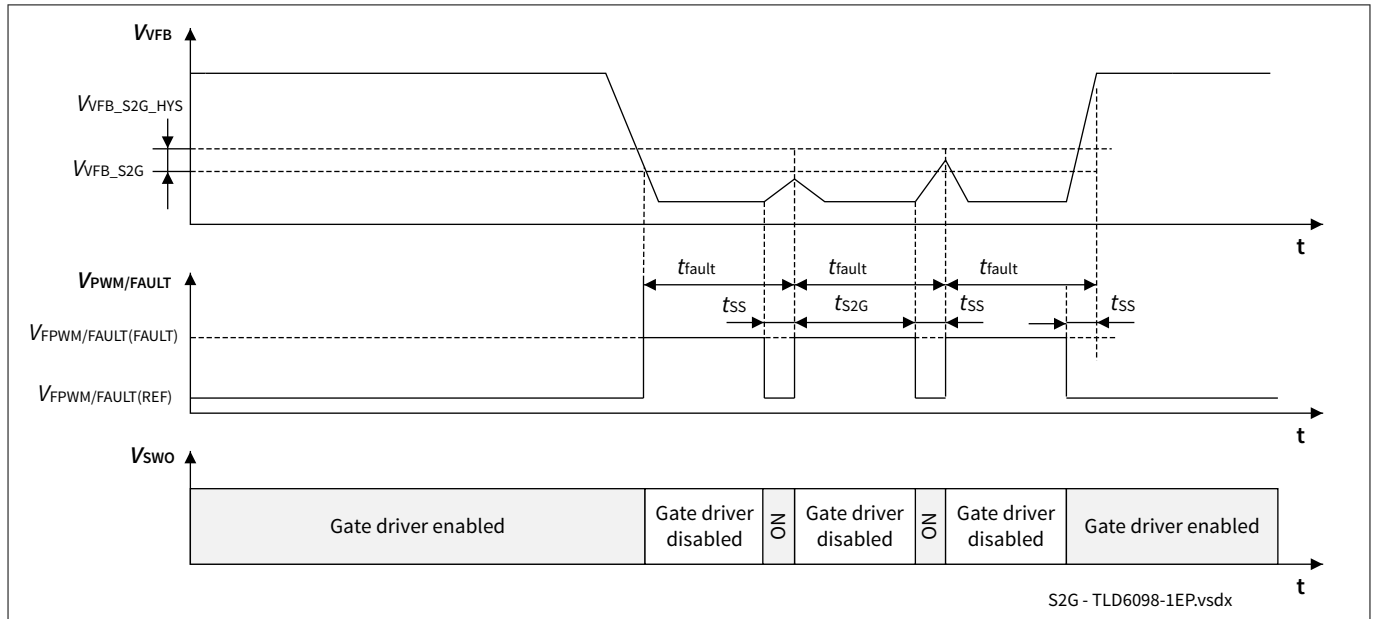 VVFB
VVFB_S2G_HYS
VVFB_S2G
t
VPWM/FAULT
tfault tfault tfault
tSS tS2G tSS tSS
VFPWM/FAULT(FAULT)
VFPWM/FAULT(REF)
t
VSWO
Gate driver enabled
Gate driver
disabled
ON
Gate driver
disabled
ON
Gate driver
disabled
Gate driver enabled
t
S2G - TLD6098-1EP.vsdx